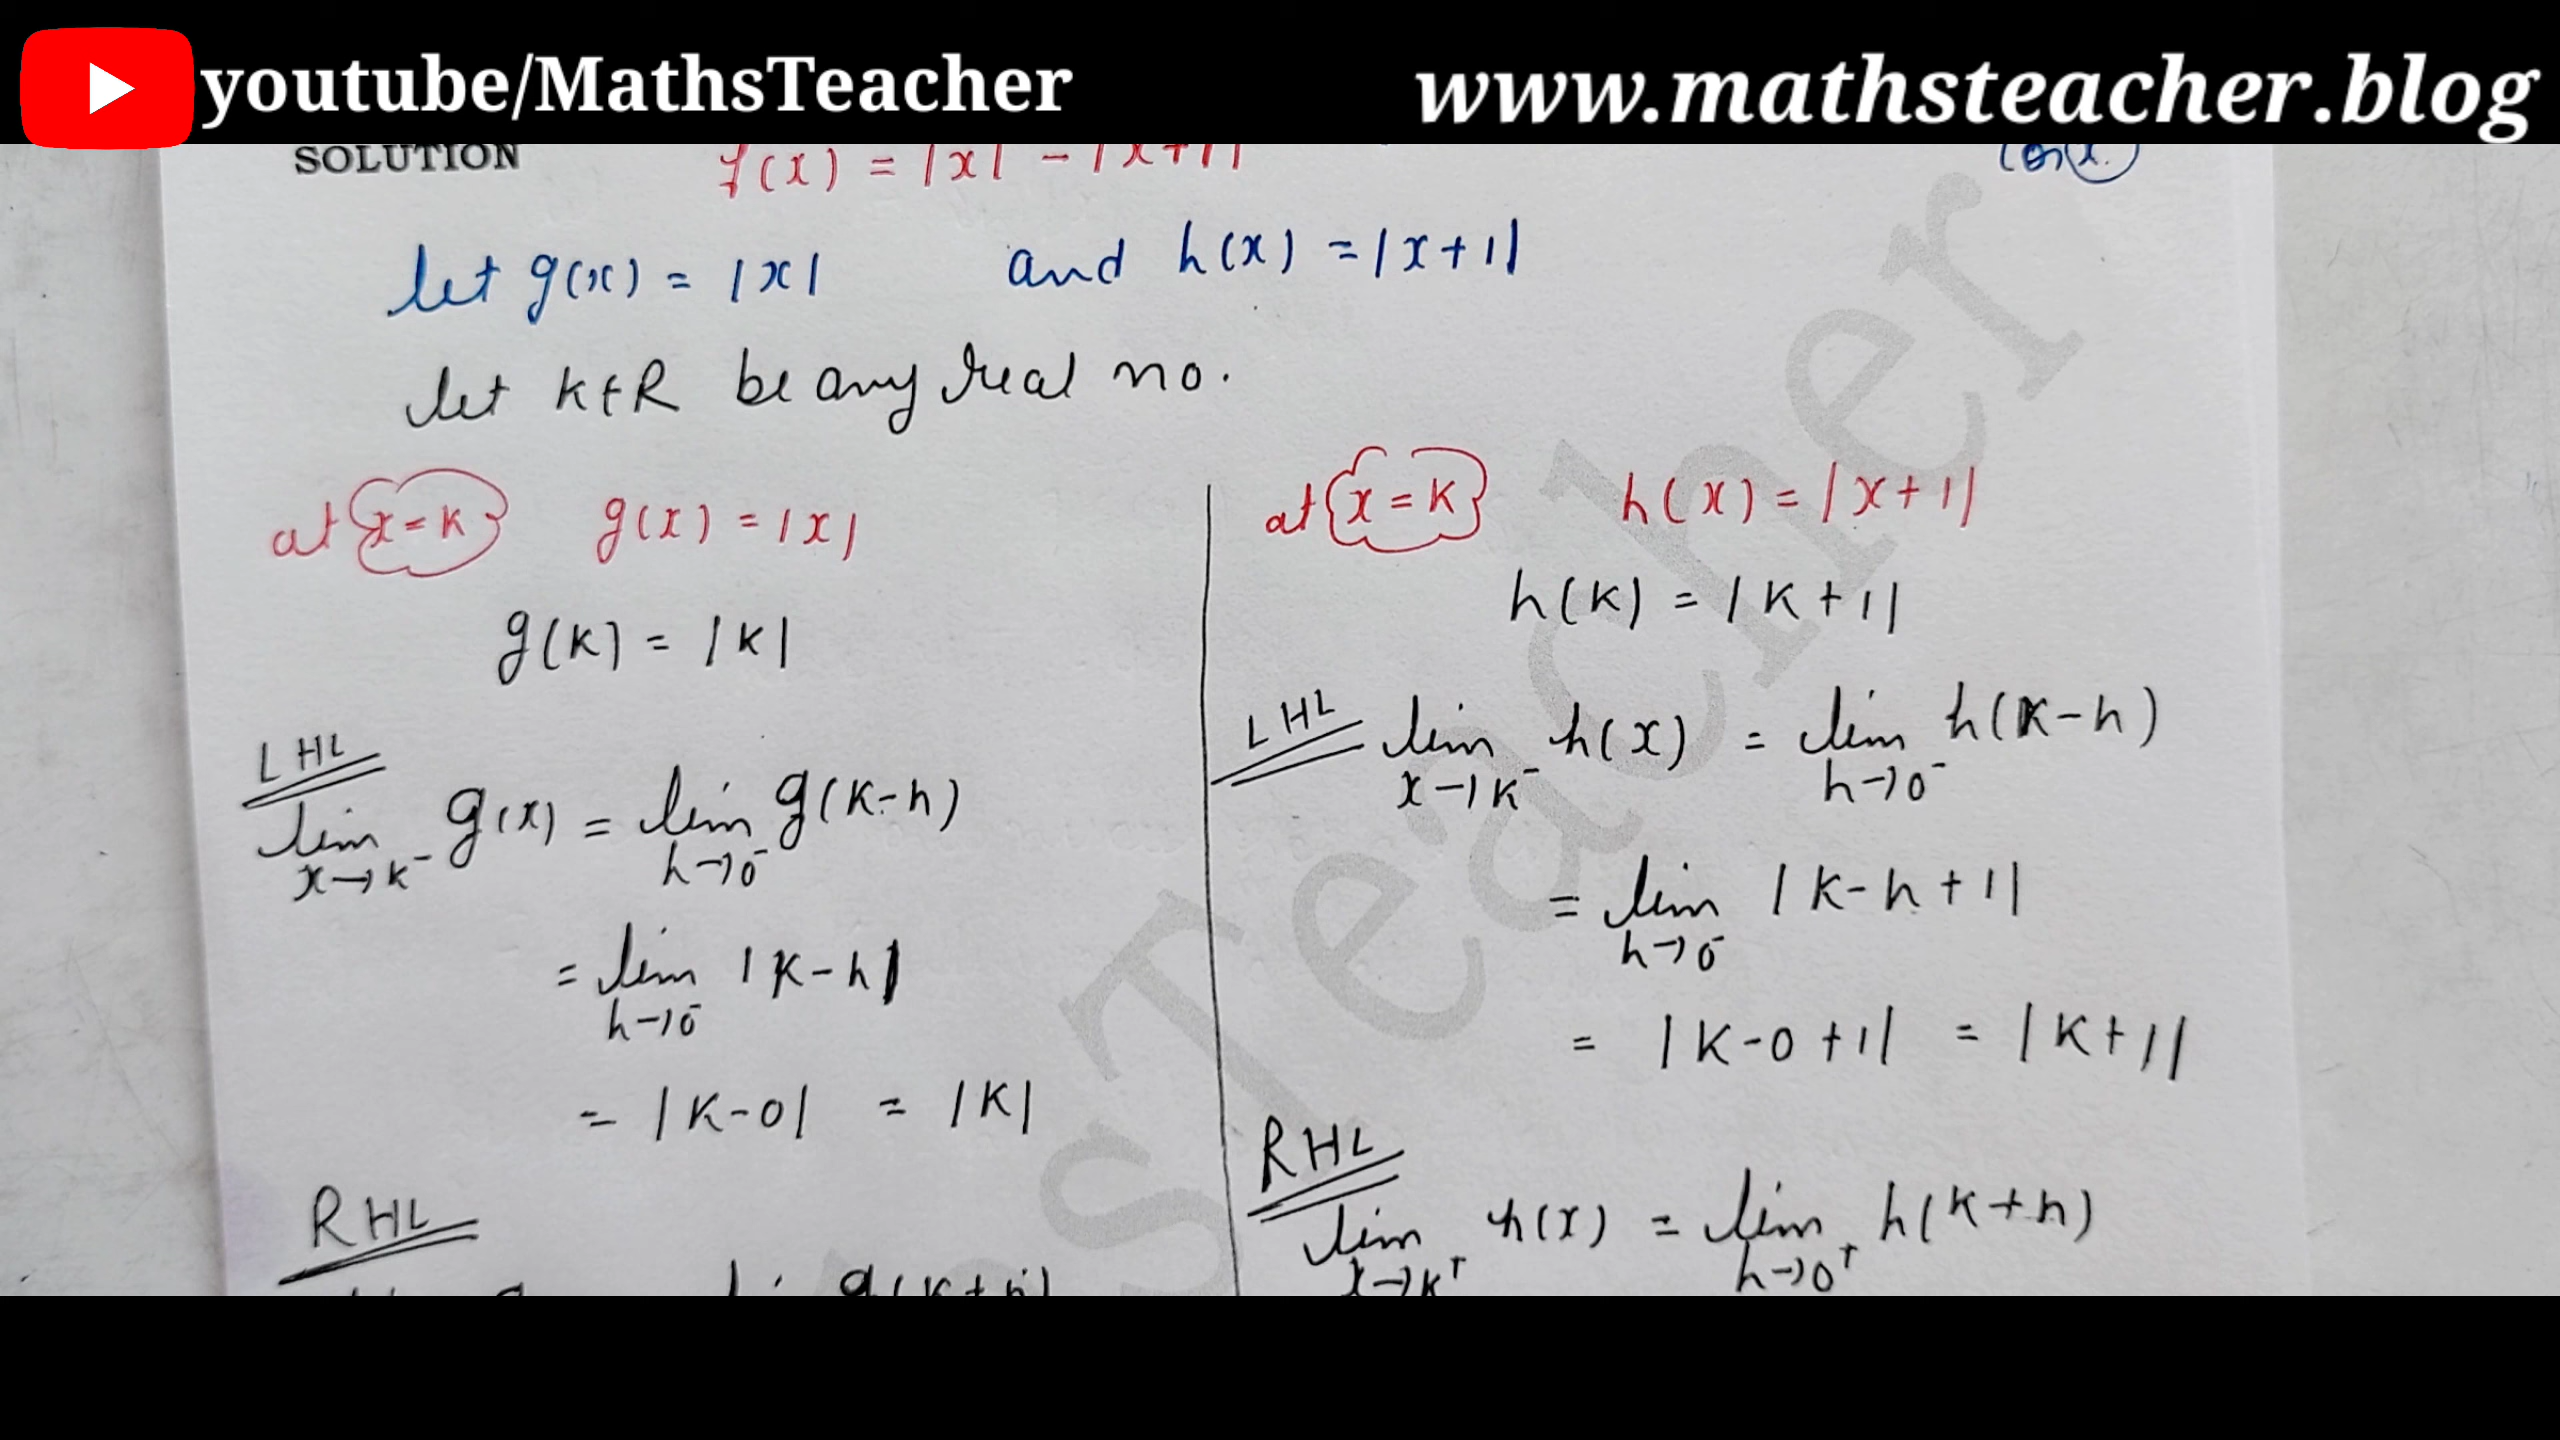 youtube/MathsTeacher
www.mathsteacher.blog
SOLUTION f(x) = |x| - |x+1|
let g(x) = |x| and h(x) = |x+1|
let K∈R be any real no.
at x=K g(x) = |x|
g(K) = |K|
LHL
lim x→K⁻ g(x) = lim h→0⁻ g(K-h)
= lim h→0⁻ |K-h|
= |K-0| = |K|
RHL
g(K+h)
at x=K h(x) = |x+1|
h(K) = |K+1|
LHL lim x→K⁻ h(x) = lim h→0⁻ h(K-h)
= lim h→0⁻ |K-h+1|
= |K-0+1| = |K+1|
RHL
lim x→K⁺ h(x) = lim h→0⁺ h(K+h)
sTeacher